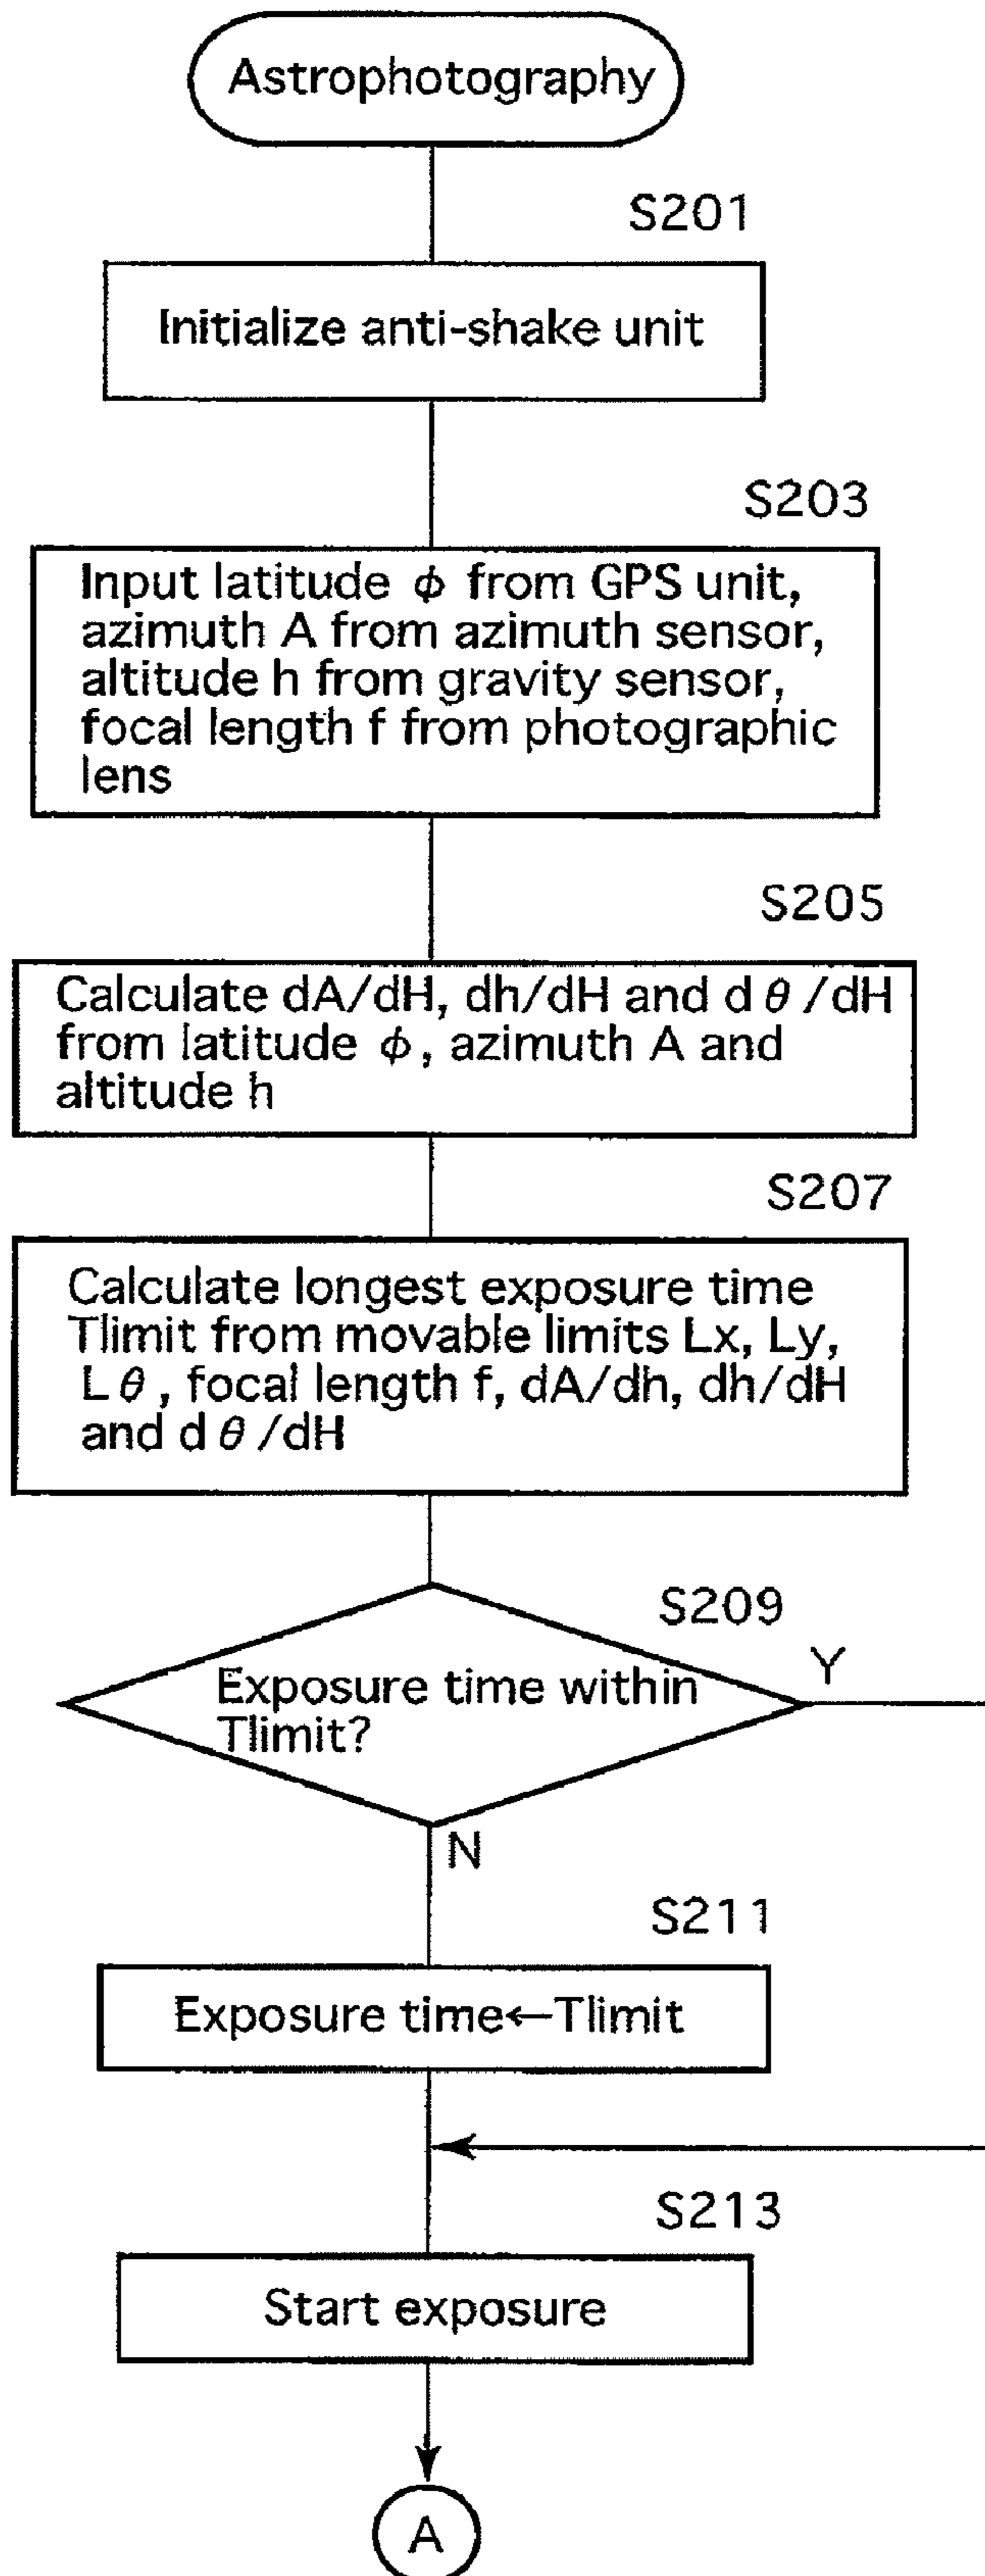 Astrophotography
S201
Initialize anti-shake unit
S203
Input latitude ϕ from GPS unit,
azimuth A from azimuth sensor,
altitude h from gravity sensor,
focal length f from photographic
lens
S205
Calculate dA/dH, dh/dH and dθ/dH
from latitude ϕ, azimuth A and
altitude h
S207
Calculate longest exposure time
Tlimit from movable limits Lx, Ly,
Lθ, focal length f, dA/dh, dh/dH
and dθ/dH
S209
Y
Exposure time within
Tlimit?
N
S211
Exposure time←Tlimit
S213
Start exposure
A